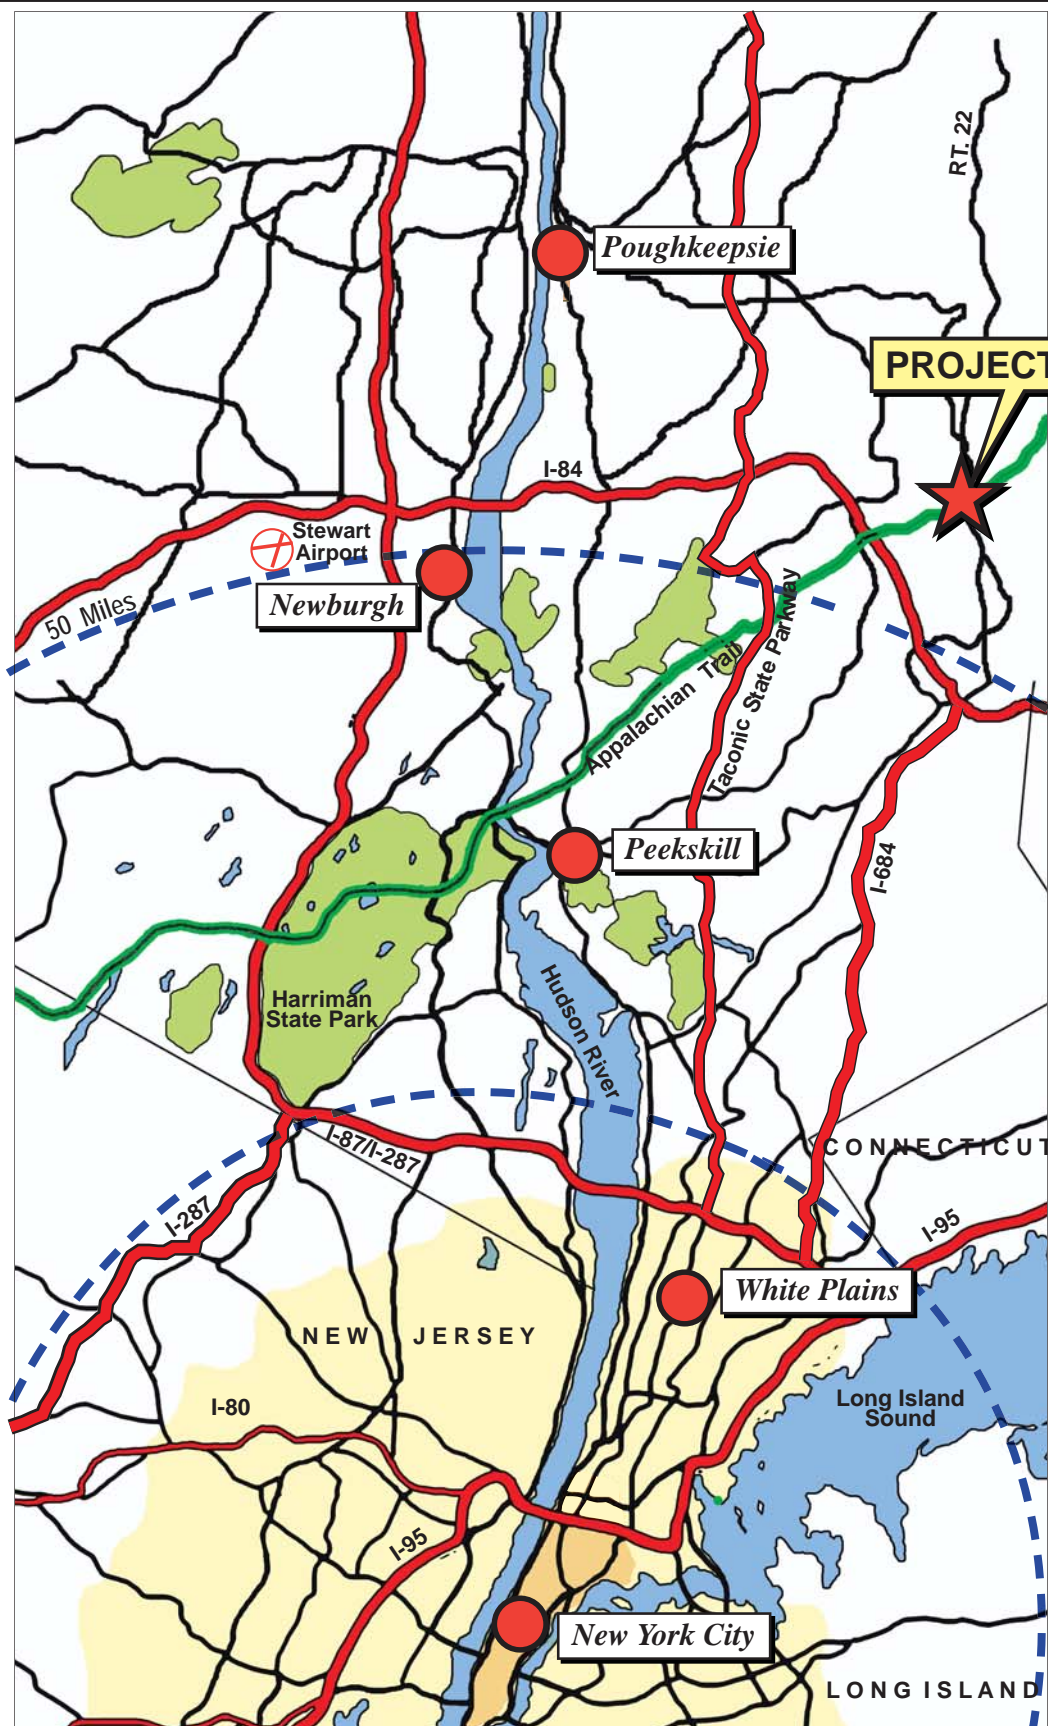 RT. 22
Poughkeepsie
PROJECT
I-84
Stewart
Airport
50 Miles
Newburgh
Appalachian Trail
Taconic State Parkway
Peekskill
I-684
Hudson River
Harriman
State Park
I-87/I-287
CONNECTICUT
I-287
I-95
White Plains
NEW JERSEY
Long Island
Sound
I-80
I-95
New York City
LONG ISLAND